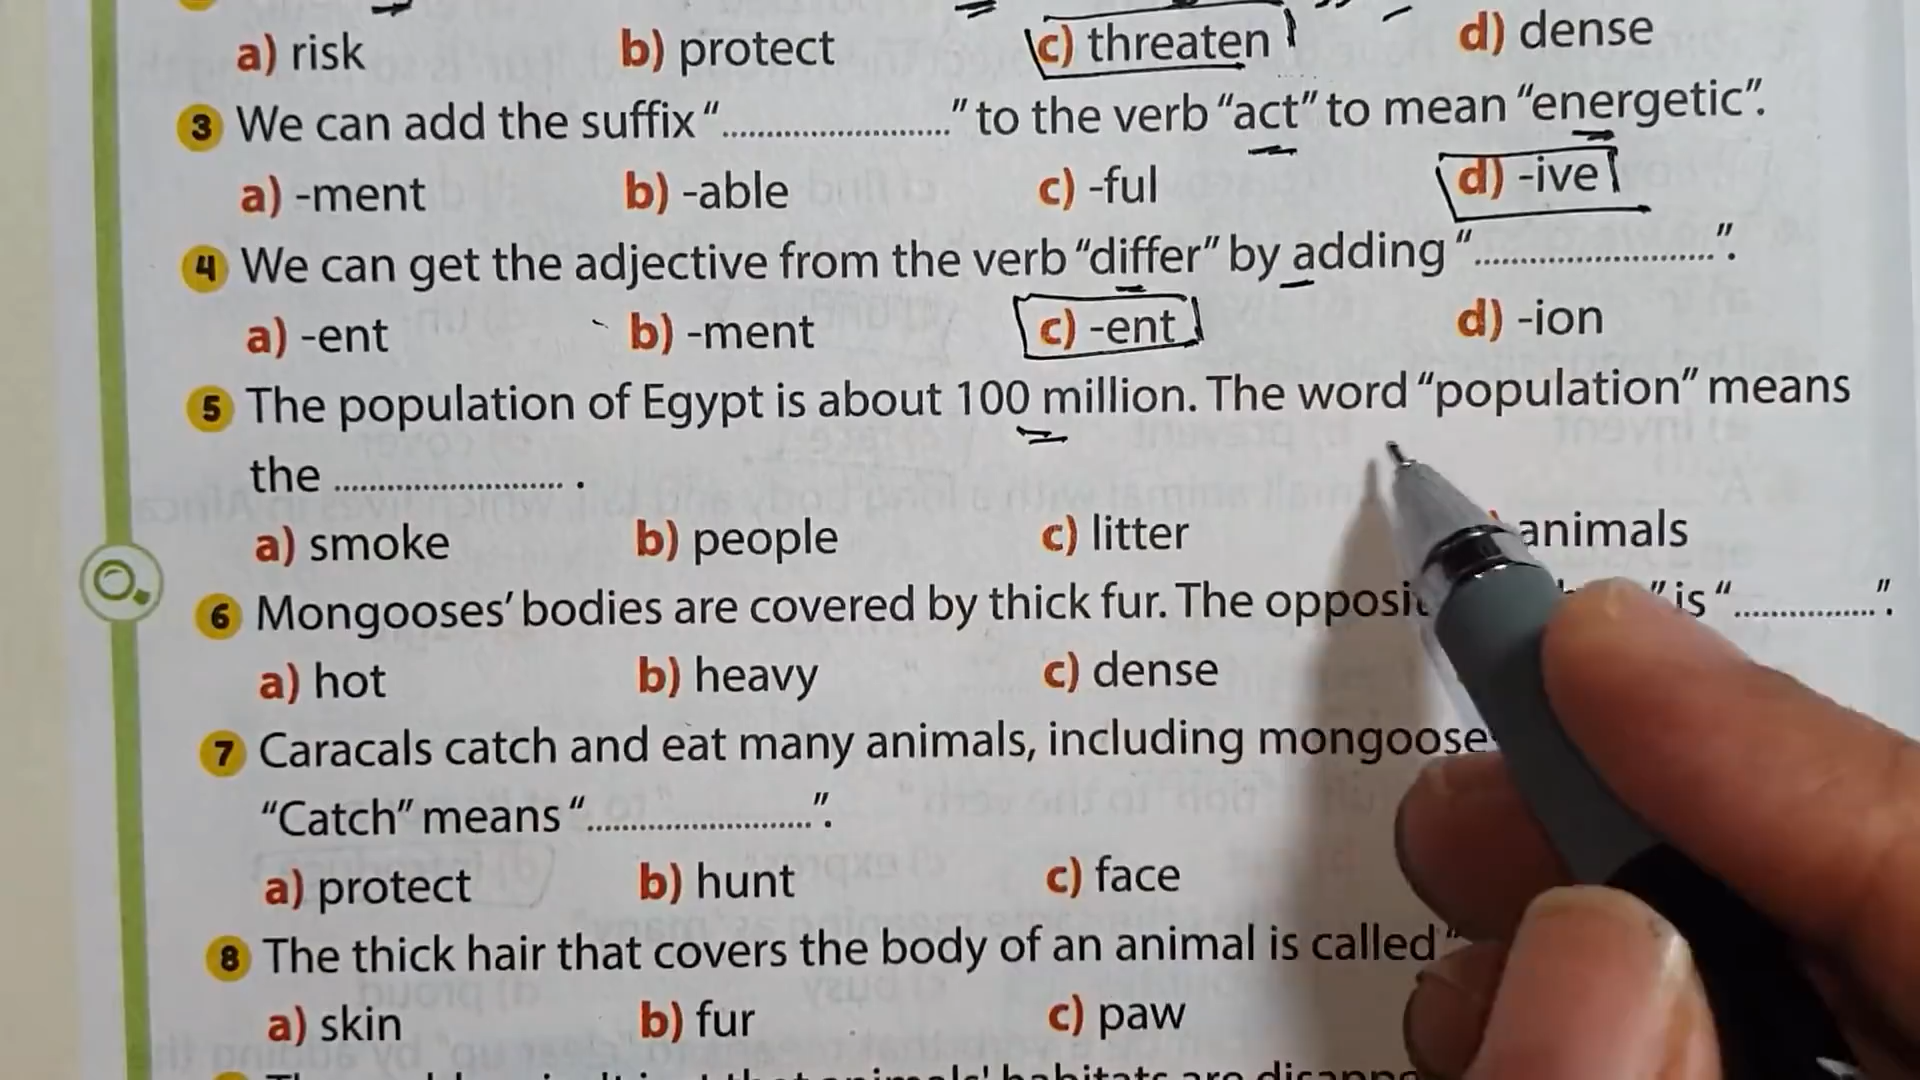 a) risk b) protect c) threaten d) dense
3 We can add the suffix “..........................” to the verb “act” to mean “energetic”.
a) -ment b) -able c) -ful d) -ive
4 We can get the adjective from the verb “differ” by adding “..........................”.
a) -ent b) -ment c) -ent d) -ion
5 The population of Egypt is about 100 million. The word “population” means
the .......................... .
a) smoke b) people c) litter animals
6 Mongooses’ bodies are covered by thick fur. The ” is “................”.
a) hot b) heavy c) dense
7 Caracals catch and eat many animals, including
“Catch” means “..........................”.
a) protect b) hunt c) face
8 The thick hair that covers the body of an animal is called “
a) skin b) fur c) paw